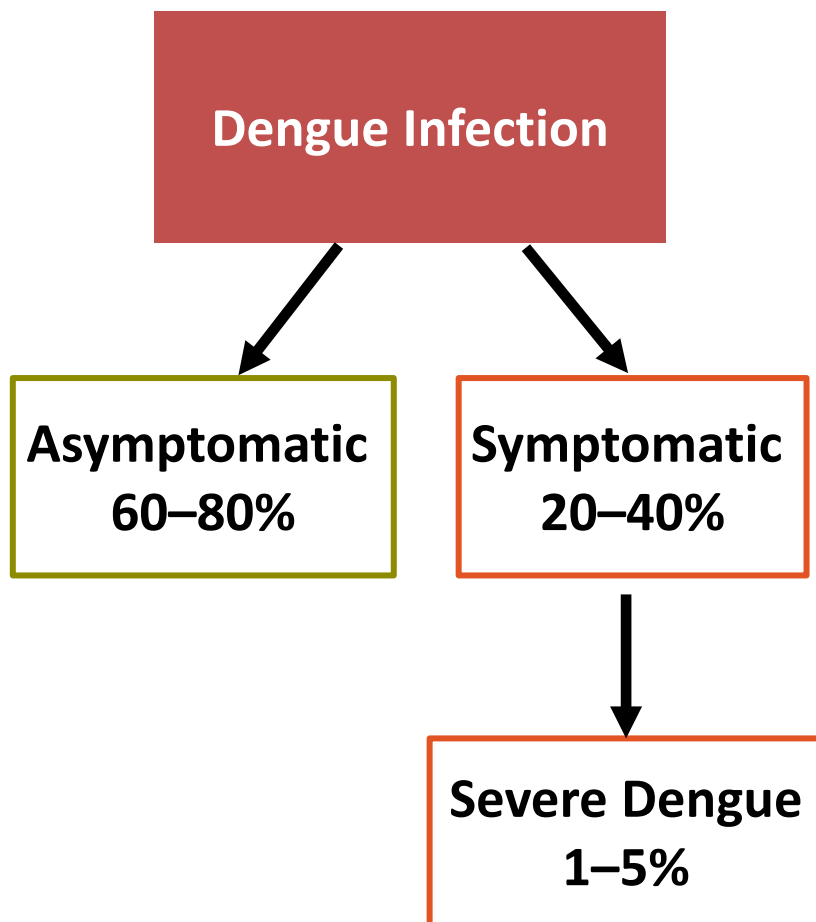 Dengue Infection
Asymptomatic
60–80%
Symptomatic
20–40%
Severe Dengue
1–5%